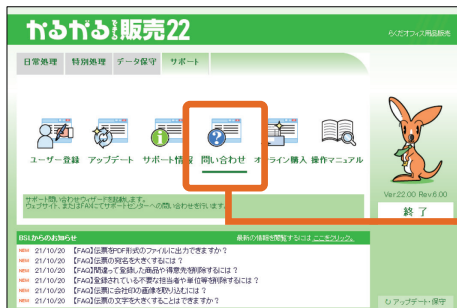 かるがるできる販売22
らくだオフィス用品販売
日常処理 特別処理 データ保守 サポート
ユーザー登録 アップデート サポート情報 問い合わせ オンライン購入 操作マニュアル
サポート問い合わせウィザードを起動します。
ウェブサイト、またはFAXにてサポートセンターへの問い合わせを行います。
Ver.22.00 Rev.6.00
終 了
BSLからのお知らせ 最新の情報を閲覧するにはここをクリック。
NEW 21/10/20 【FAQ】伝票をPDF形式のファイルに出力できますか？
NEW 21/10/20 【FAQ】伝票の宛名を大きくするには？
NEW 21/10/20 【FAQ】間違って登録した商品や得意先を削除するには？
NEW 21/10/20 【FAQ】登録されている不要な担当者や単位等を削除するには？
NEW 21/10/20 【FAQ】伝票に会社印の画像を取り込むには？
NEW 21/10/20 【FAQ】伝票の文字を大きくすることはできますか？
アップデート・保守